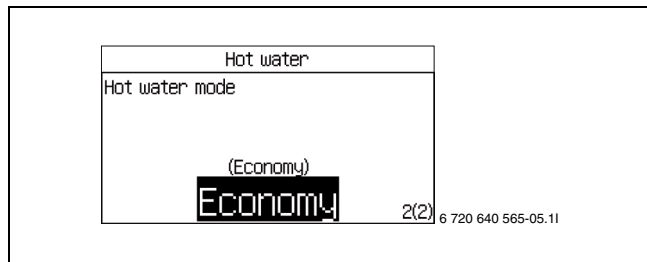 Hot water
Hot water mode
(Economy)
Economy
2(2)
6 720 640 565-05.1I